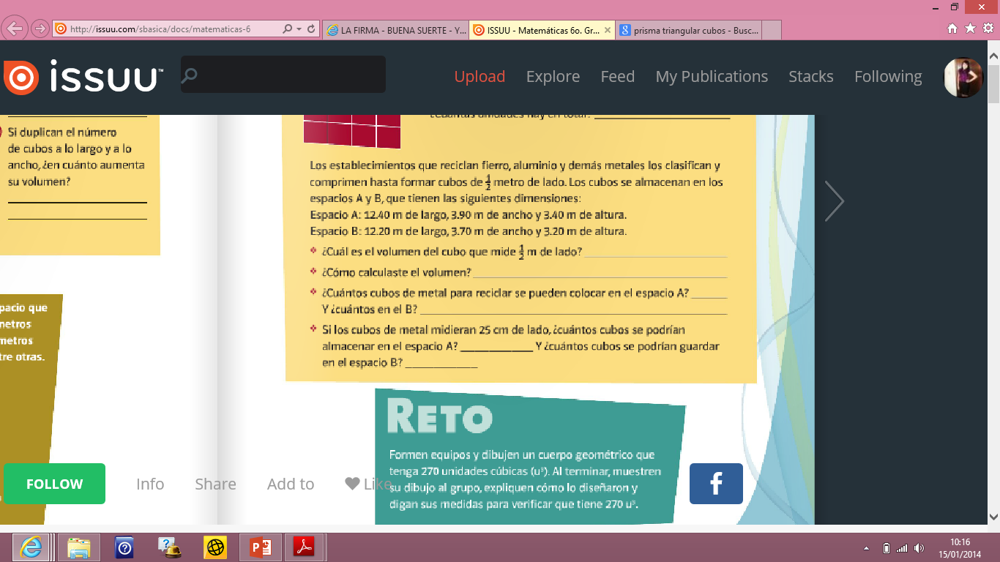 http://issuu.com/sbasica/docs/matematicas-6
LA FIRMA - BUENA SUERTE - Y...
ISSUU - Matemáticas 6o. Gr...
prisma triangular cubos - Busc...
issuu™
Upload
Explore
Feed
My Publications
Stacks
Following
Si duplican el número
de cubos a lo largo y a lo
ancho, ¿en cuánto aumenta
su volumen?
pacio que
metros
metros
tre otras.
¿Cuántas unidades hay en total?
Los establecimientos que reciclan fierro, aluminio y demás metales los clasifican y
comprimen hasta formar cubos de 1/2 metro de lado. Los cubos se almacenan en los
espacios A y B, que tienen las siguientes dimensiones:
Espacio A: 12.40 m de largo, 3.90 m de ancho y 3.40 m de altura.
Espacio B: 12.20 m de largo, 3.70 m de ancho y 3.20 m de altura.
❖ ¿Cuál es el volumen del cubo que mide 1/2 m de lado?
❖ ¿Cómo calculaste el volumen?
❖ ¿Cuántos cubos de metal para reciclar se pueden colocar en el espacio A?
Y ¿cuántos en el B?
❖ Si los cubos de metal midieran 25 cm de lado, ¿cuántos cubos se podrían
almacenar en el espacio A? Y ¿cuántos cubos se podrían guardar
en el espacio B?
RETO
Formen equipos y dibujen un cuerpo geométrico que
tenga 270 unidades cúbicas (u³). Al terminar, muestren
su dibujo al grupo, expliquen cómo lo diseñaron y
digan sus medidas para verificar que tiene 270 u³.
FOLLOW
Info
Share
Add to
Like
10:16
15/01/2014